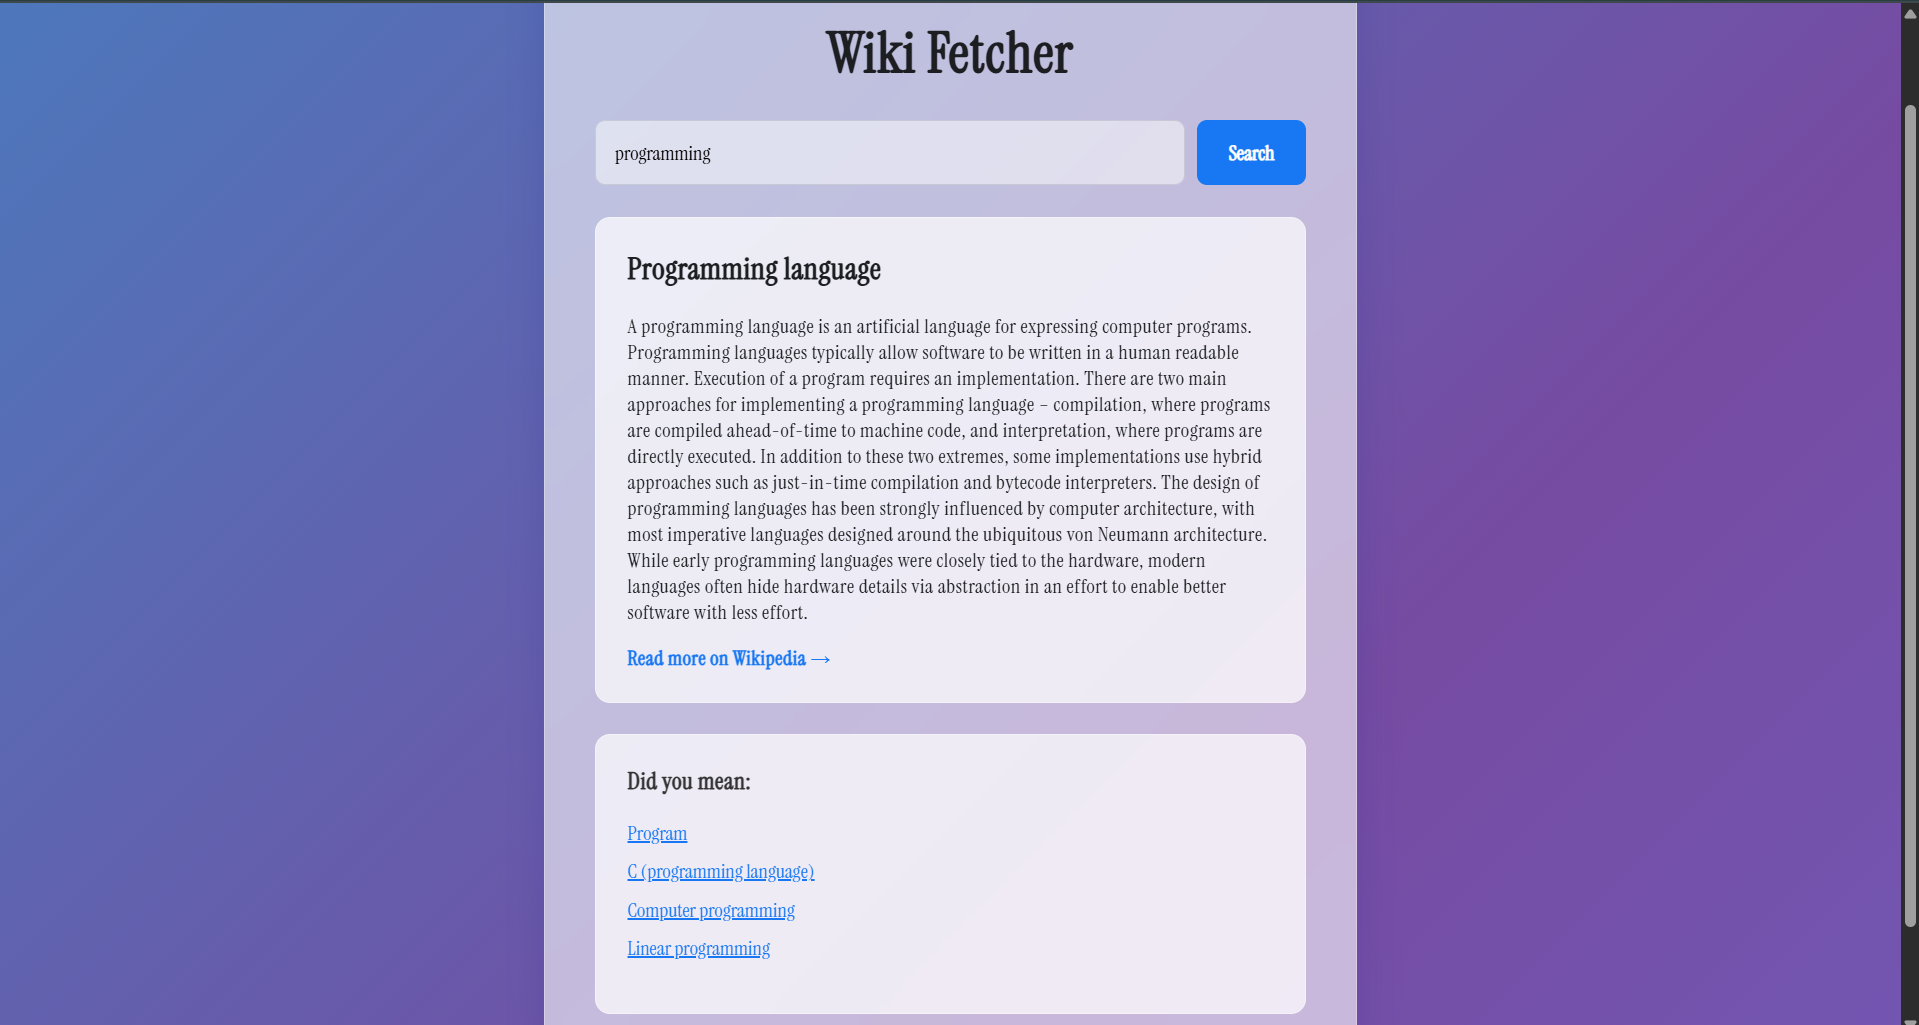 Wiki Fetcher
programming
Search
Programming language
A programming language is an artificial language for expressing computer programs.
Programming languages typically allow software to be written in a human readable
manner. Execution of a program requires an implementation. There are two main
approaches for implementing a programming language – compilation, where programs
are compiled ahead-of-time to machine code, and interpretation, where programs are
directly executed. In addition to these two extremes, some implementations use hybrid
approaches such as just-in-time compilation and bytecode interpreters. The design of
programming languages has been strongly influenced by computer architecture, with
most imperative languages designed around the ubiquitous von Neumann architecture.
While early programming languages were closely tied to the hardware, modern
languages often hide hardware details via abstraction in an effort to enable better
software with less effort.
Read more on Wikipedia →
Did you mean:
Program
C (programming language)
Computer programming
Linear programming